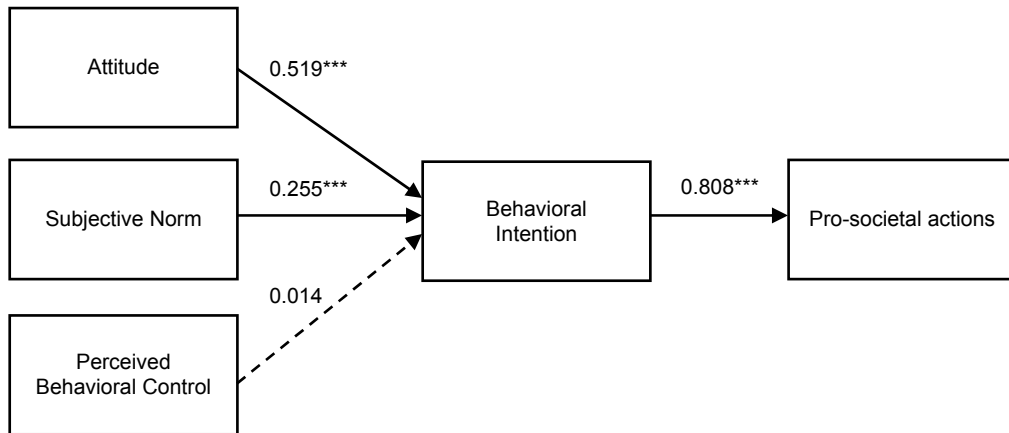 Attitude
0.519***
Subjective Norm
0.255***
Behavioral
Intention
0.808***
Pro-societal actions
0.014
Perceived
Behavioral Control